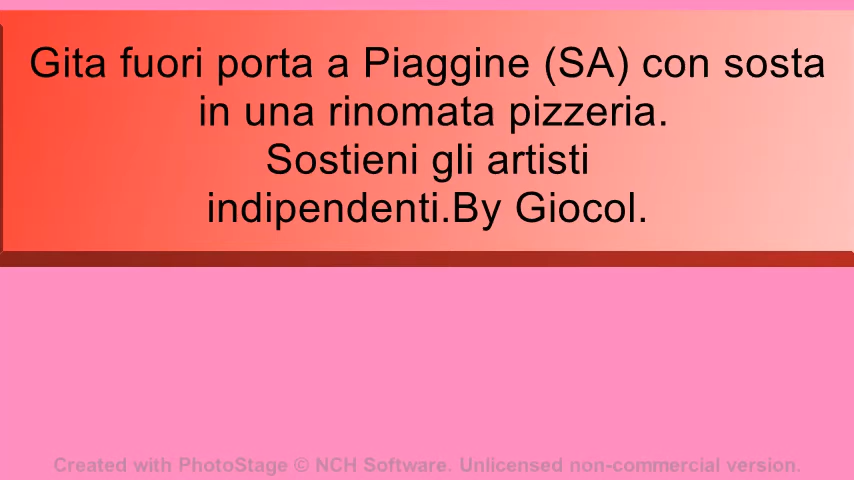 Gita fuori porta a Piaggine (SA) con sosta
in una rinomata pizzeria.
Sostieni gli artisti
indipendenti.By Giocol.
Created with PhotoStage © NCH Software. Unlicensed non-commercial version.